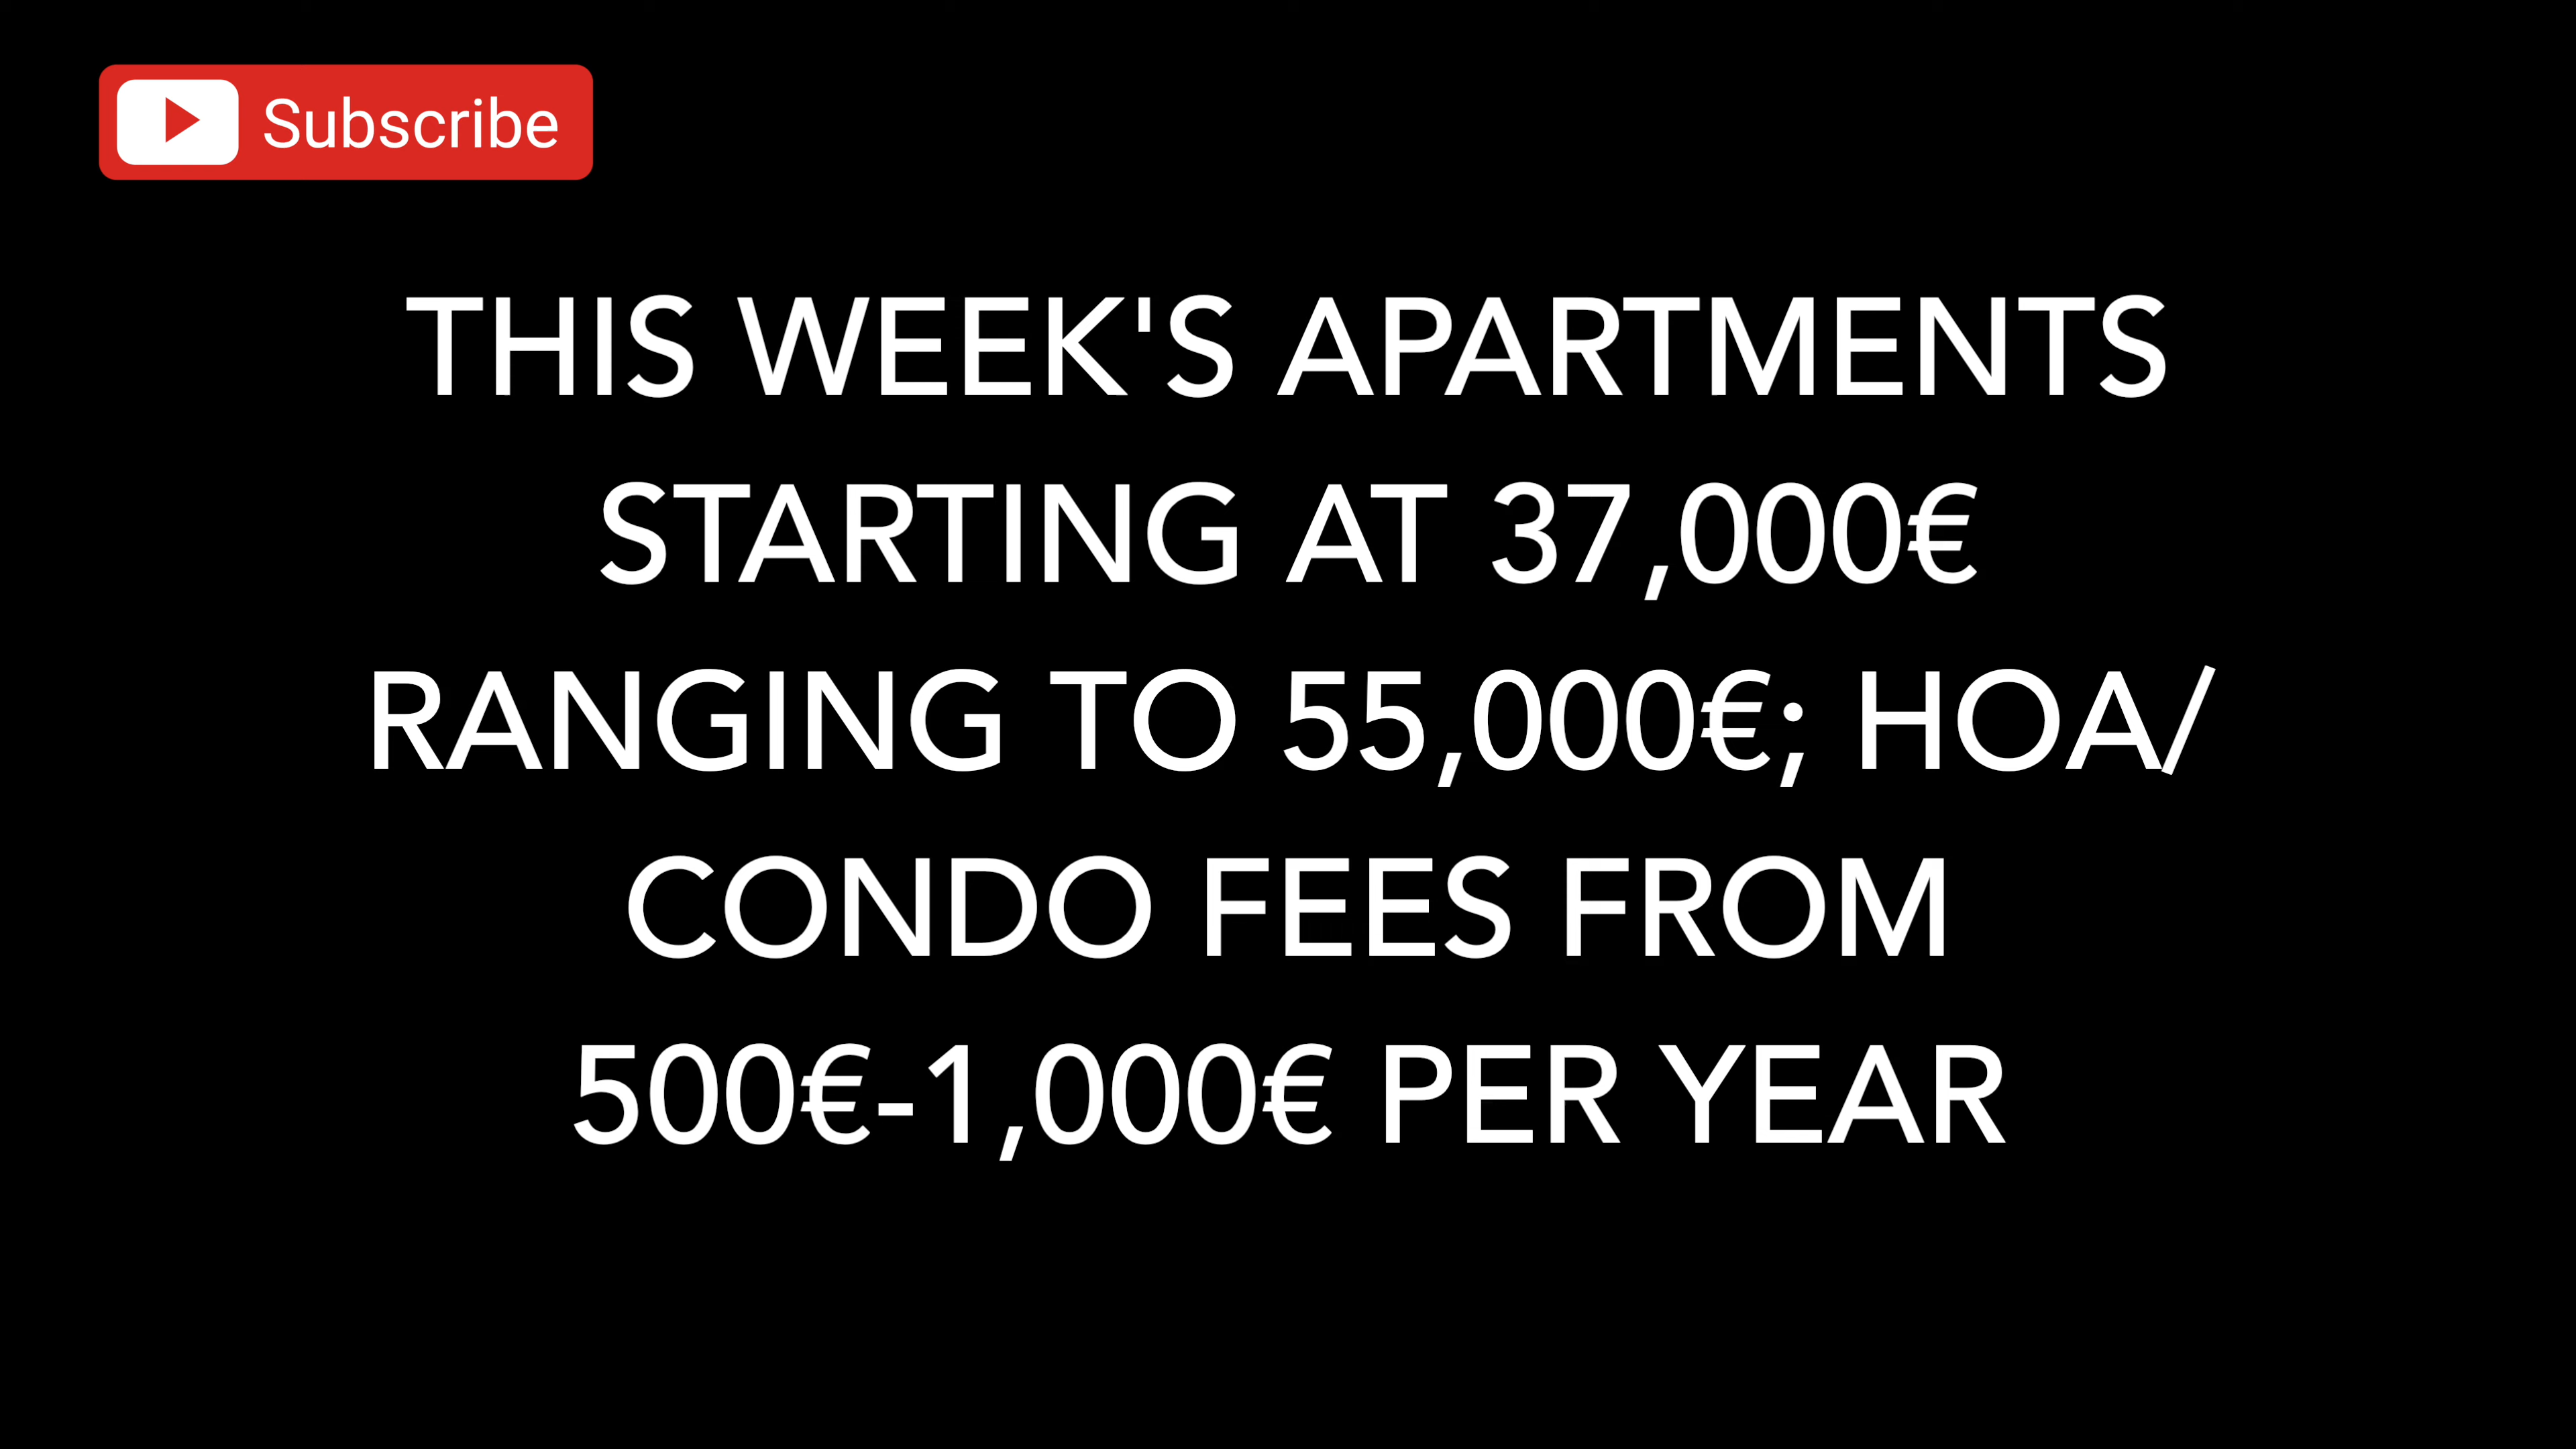 Subscribe
THIS WEEK'S APARTMENTS
STARTING AT 37,000€
RANGING TO 55,000€; HOA/
CONDO FEES FROM
500€-1,000€ PER YEAR